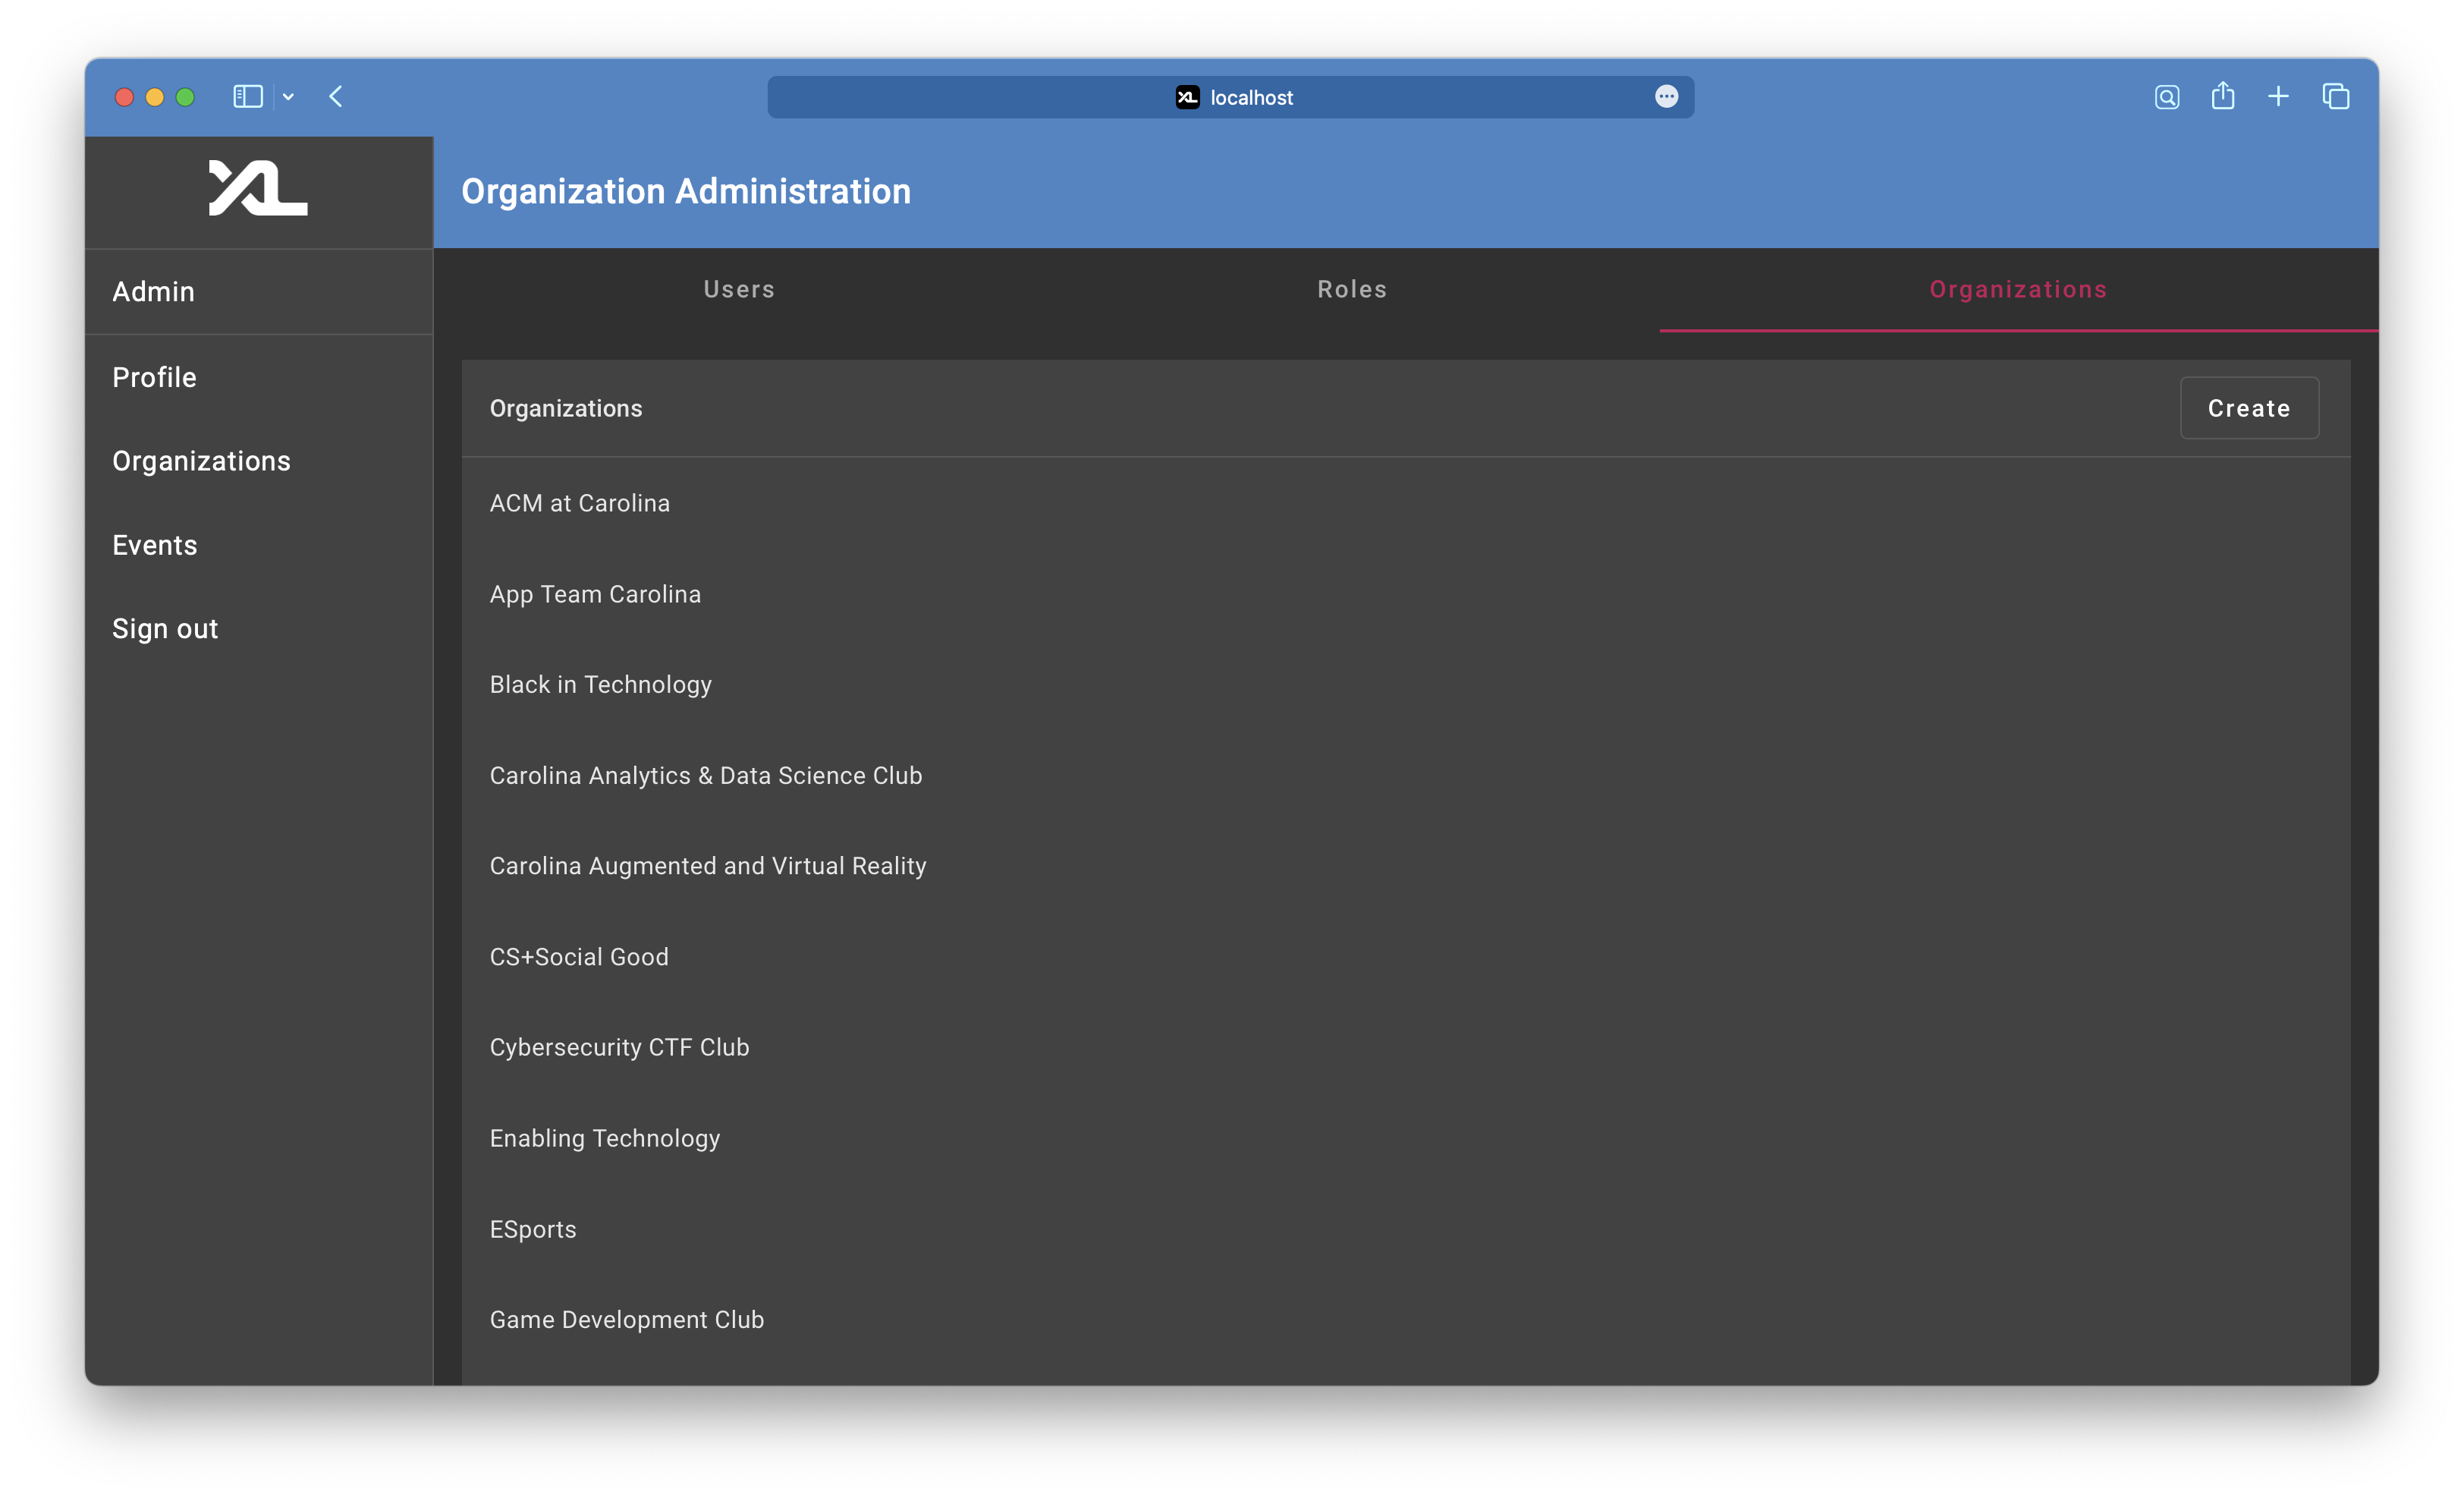 localhost
XL
Organization Administration
Admin
Profile
Organizations
Events
Sign out
Users
Roles
Organizations
Organizations
Create
ACM at Carolina
App Team Carolina
Black in Technology
Carolina Analytics & Data Science Club
Carolina Augmented and Virtual Reality
CS+Social Good
Cybersecurity CTF Club
Enabling Technology
ESports
Game Development Club